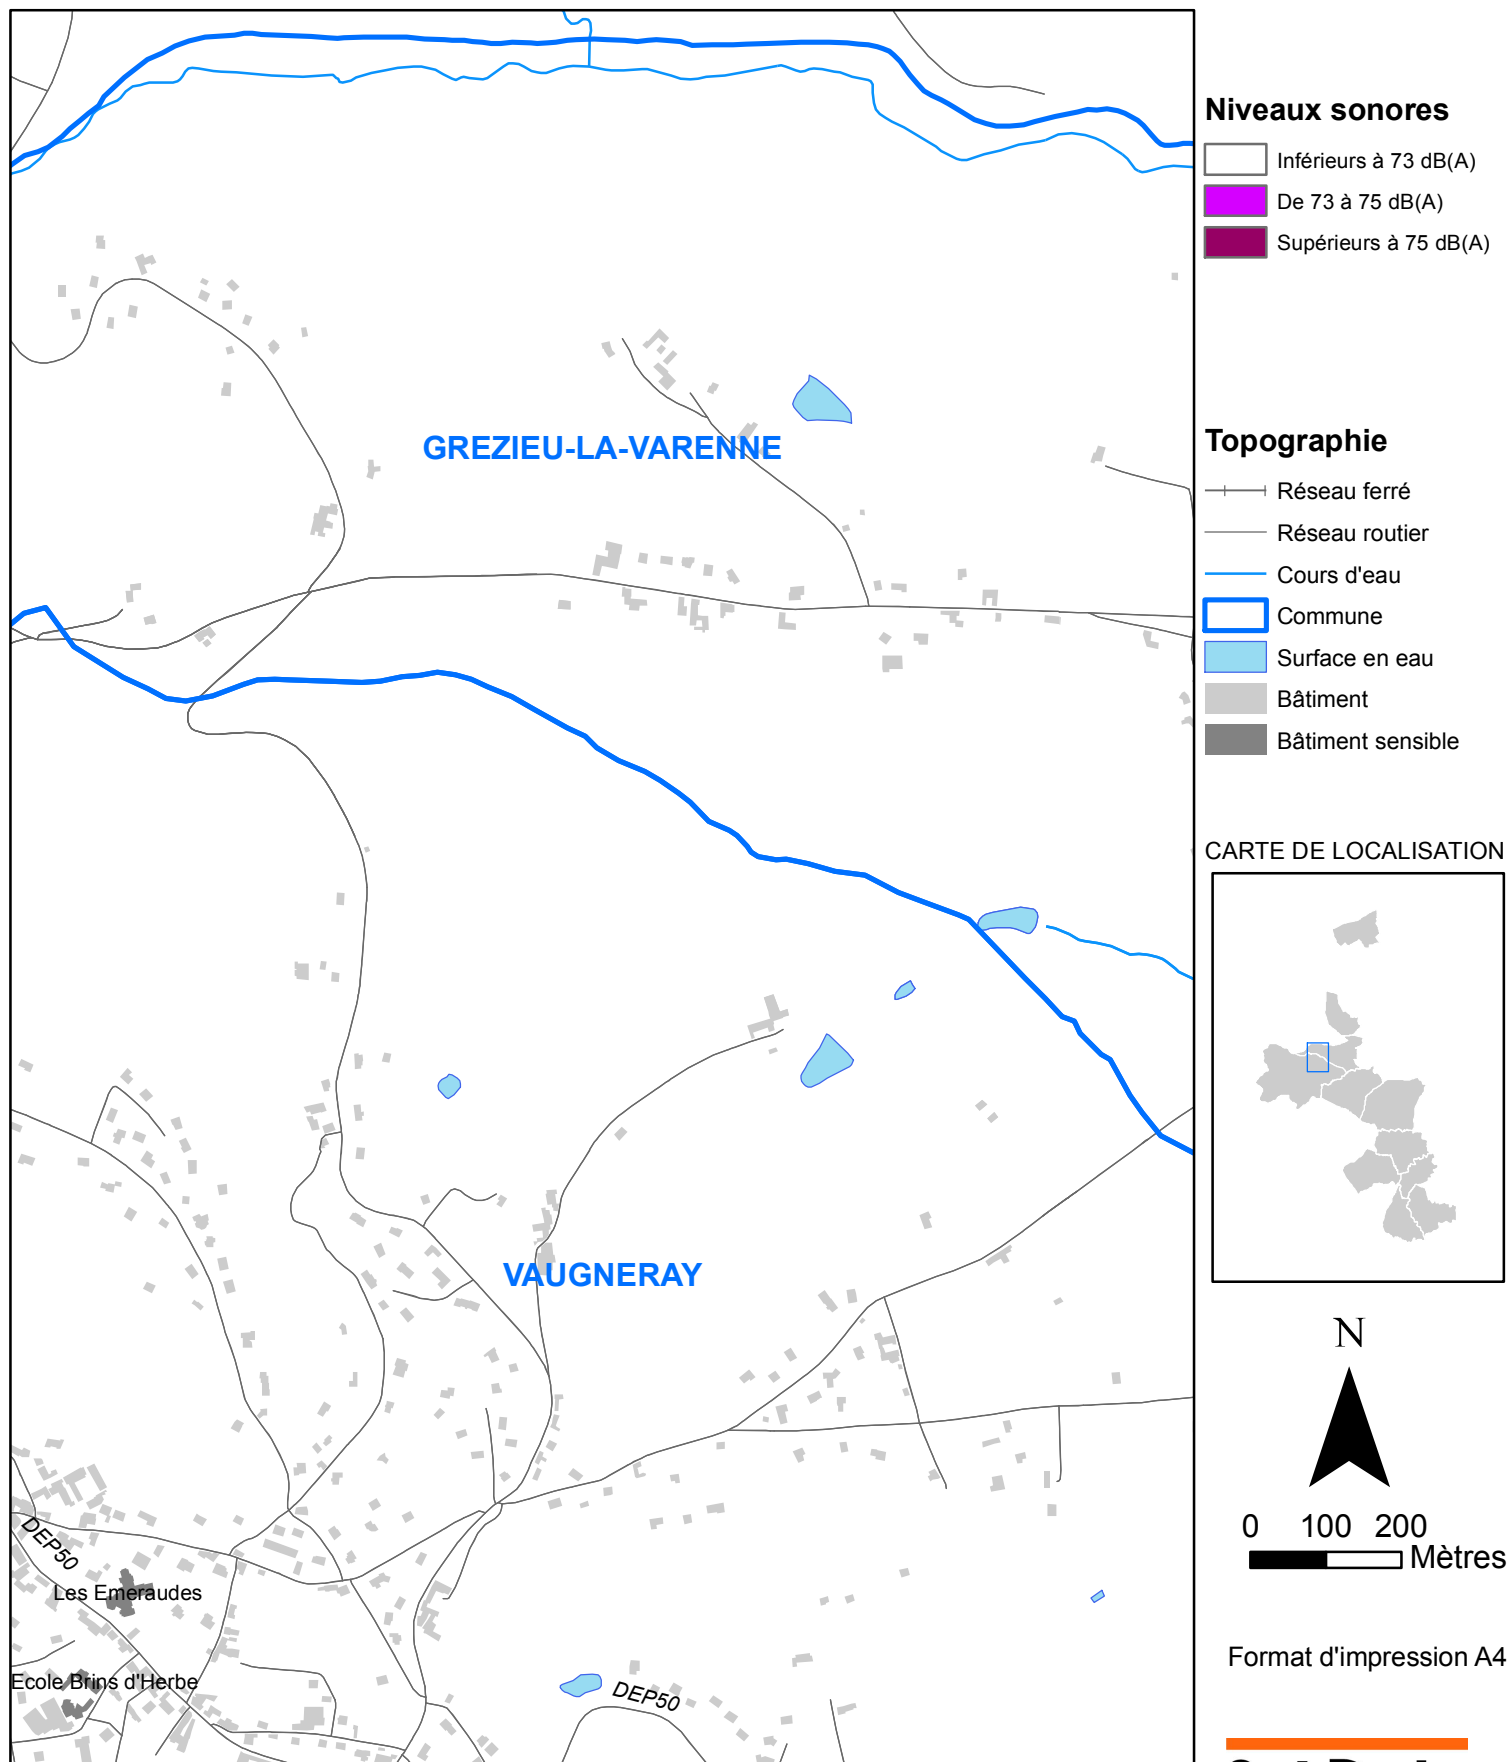 GREZIEU-LA-VARENNE
VAUGNERAY
DEP50
Les Emeraudes
Ecole Brins d'Herbe
DEP50
Niveaux sonores
Inférieurs à 73 dB(A)
De 73 à 75 dB(A)
Supérieurs à 75 dB(A)
Topographie
Réseau ferré
Réseau routier
Cours d'eau
Commune
Surface en eau
Bâtiment
Bâtiment sensible
CARTE DE LOCALISATION
N
0 100 200
Mètres
Format d'impression A4